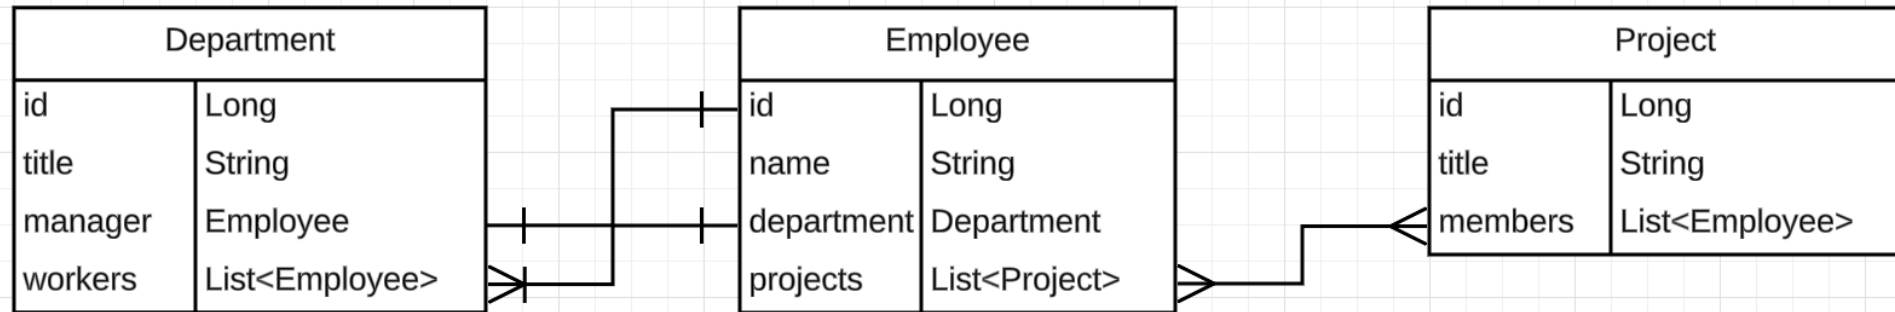 Department
id Long
title String
manager Employee
workers List<Employee>
Employee
id Long
name String
department Department
projects List<Project>
Project
id Long
title String
members List<Employee>